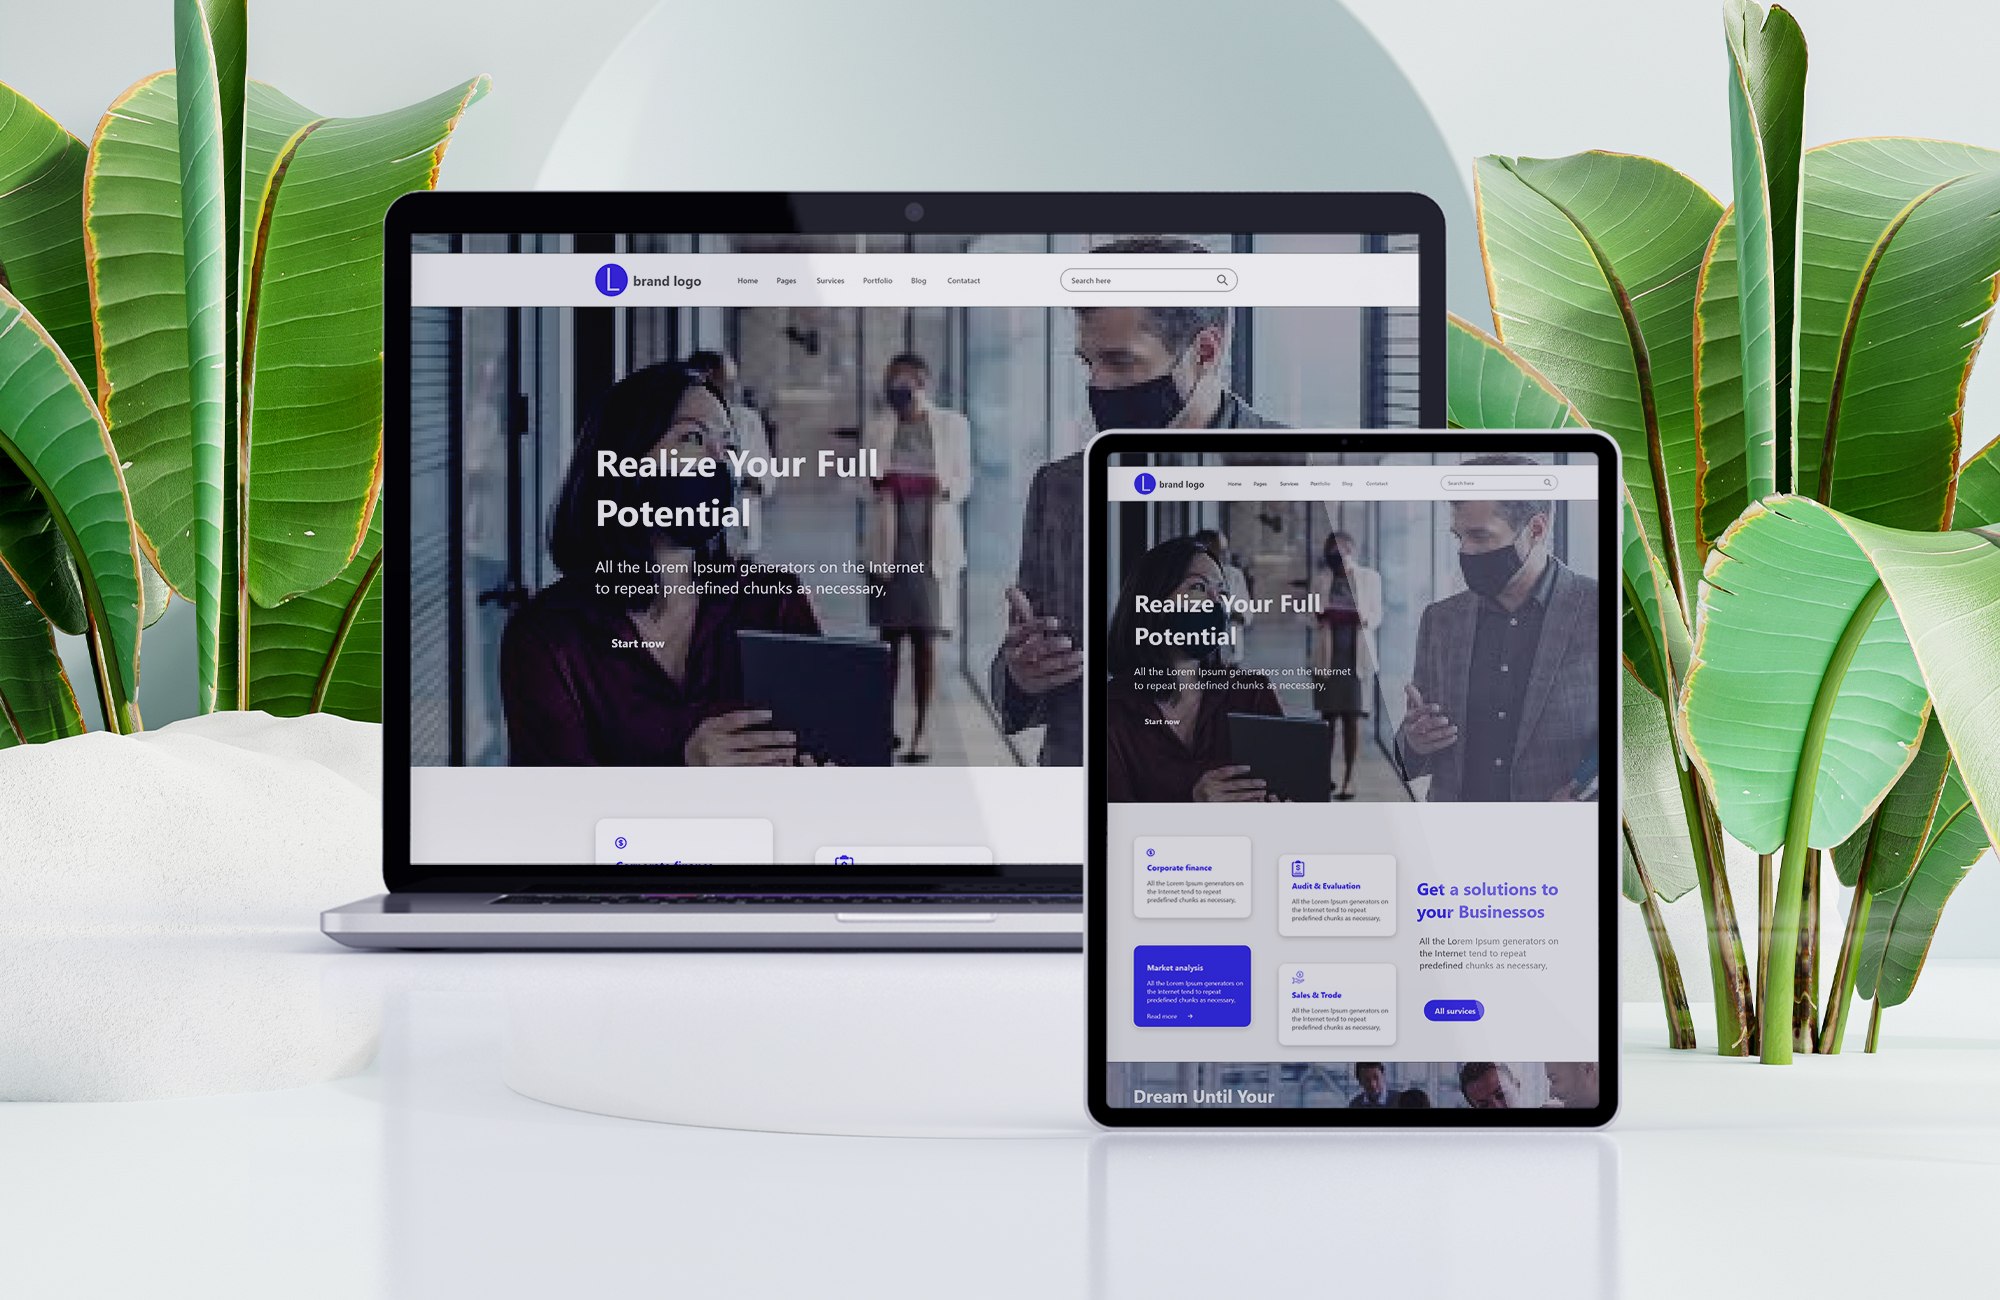 L brand logo Home Pages Survices Portfolio Blog Contatact Search here
Realize Your Full
Potential
All the Lorem Ipsum generators on the Internet
to repeat predefined chunks as necessary,
Start now
Corporate finance
L brand logo Home Pages Survices Portfolio Blog Contatact Search here
Realize Your Full
Potential
All the Lorem Ipsum generators on the Internet
to repeat predefined chunks as necessary,
Start now
Corporate finance
All the Lorem Ipsum generators on
the Internet tend to repeat
predefined chunks as necessary,
Audit & Evaluation
All the Lorem Ipsum generators on
the Internet tend to repeat
predefined chunks as necessary,
Market analysis
All the Lorem Ipsum generators on
the Internet tend to repeat
predefined chunks as necessary,
Read more
Sales & Trode
All the Lorem Ipsum generators on
the Internet tend to repeat
predefined chunks as necessary,
Get a solutions to
your Businessos
All the Lorem Ipsum generators on
the Internet tend to repeat
predefined chunks as necessary,
All survices
Dream Until Your